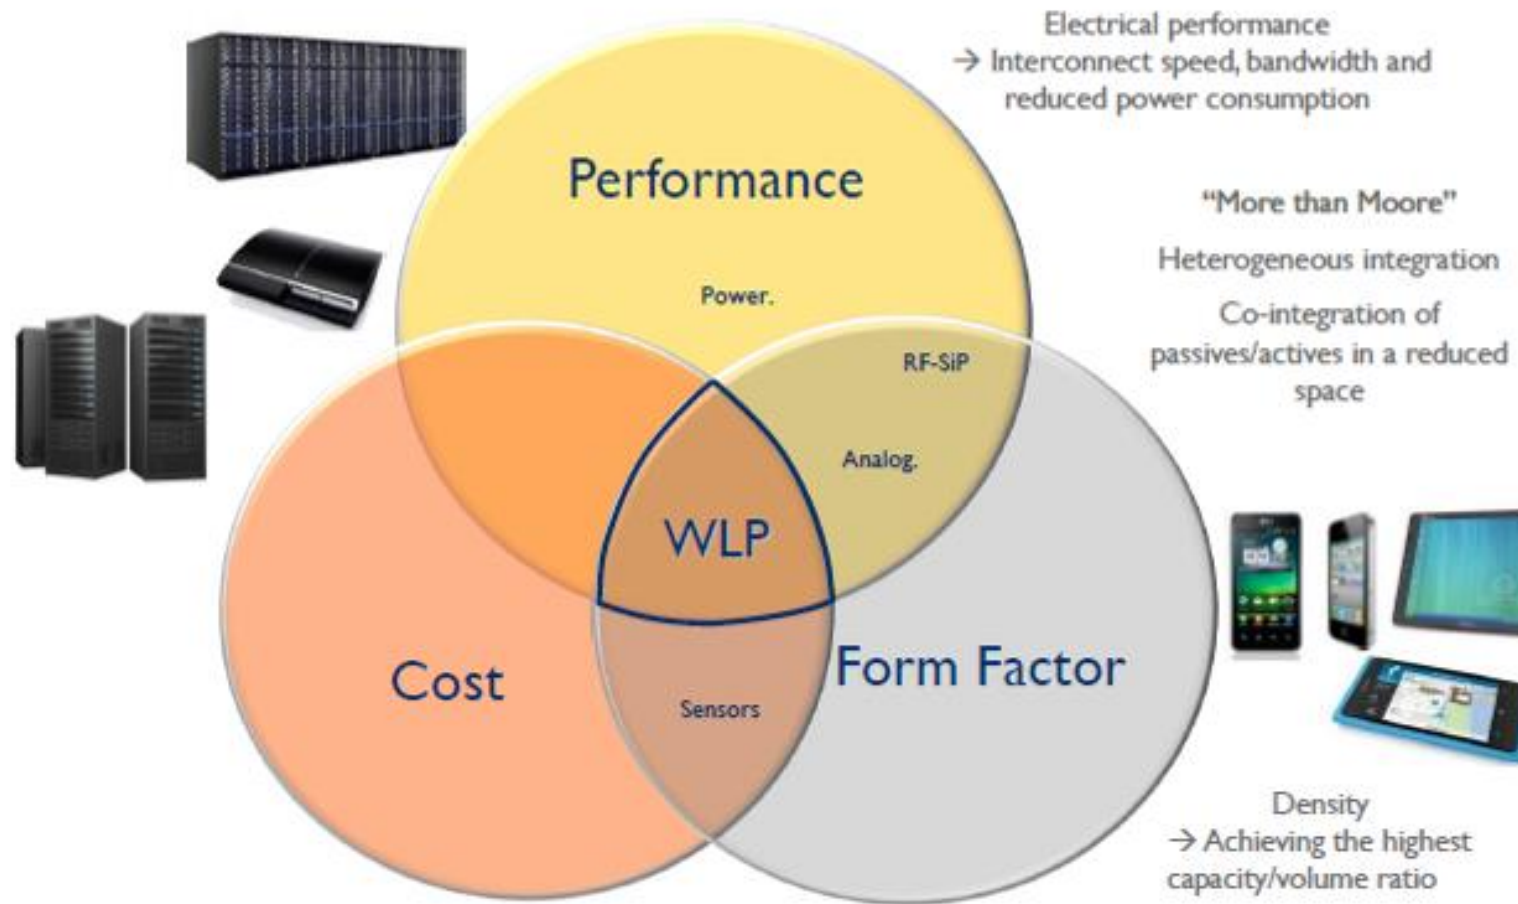 Electrical performance
→ Interconnect speed, bandwidth and
reduced power consumption
Performance
“More than Moore”
Heterogeneous integration
Power.
Co-integration of
passives/actives in a reduced
space
RF-SiP
Analog.
WLP
Cost
Form Factor
Sensors
Density
→ Achieving the highest
capacity/volume ratio